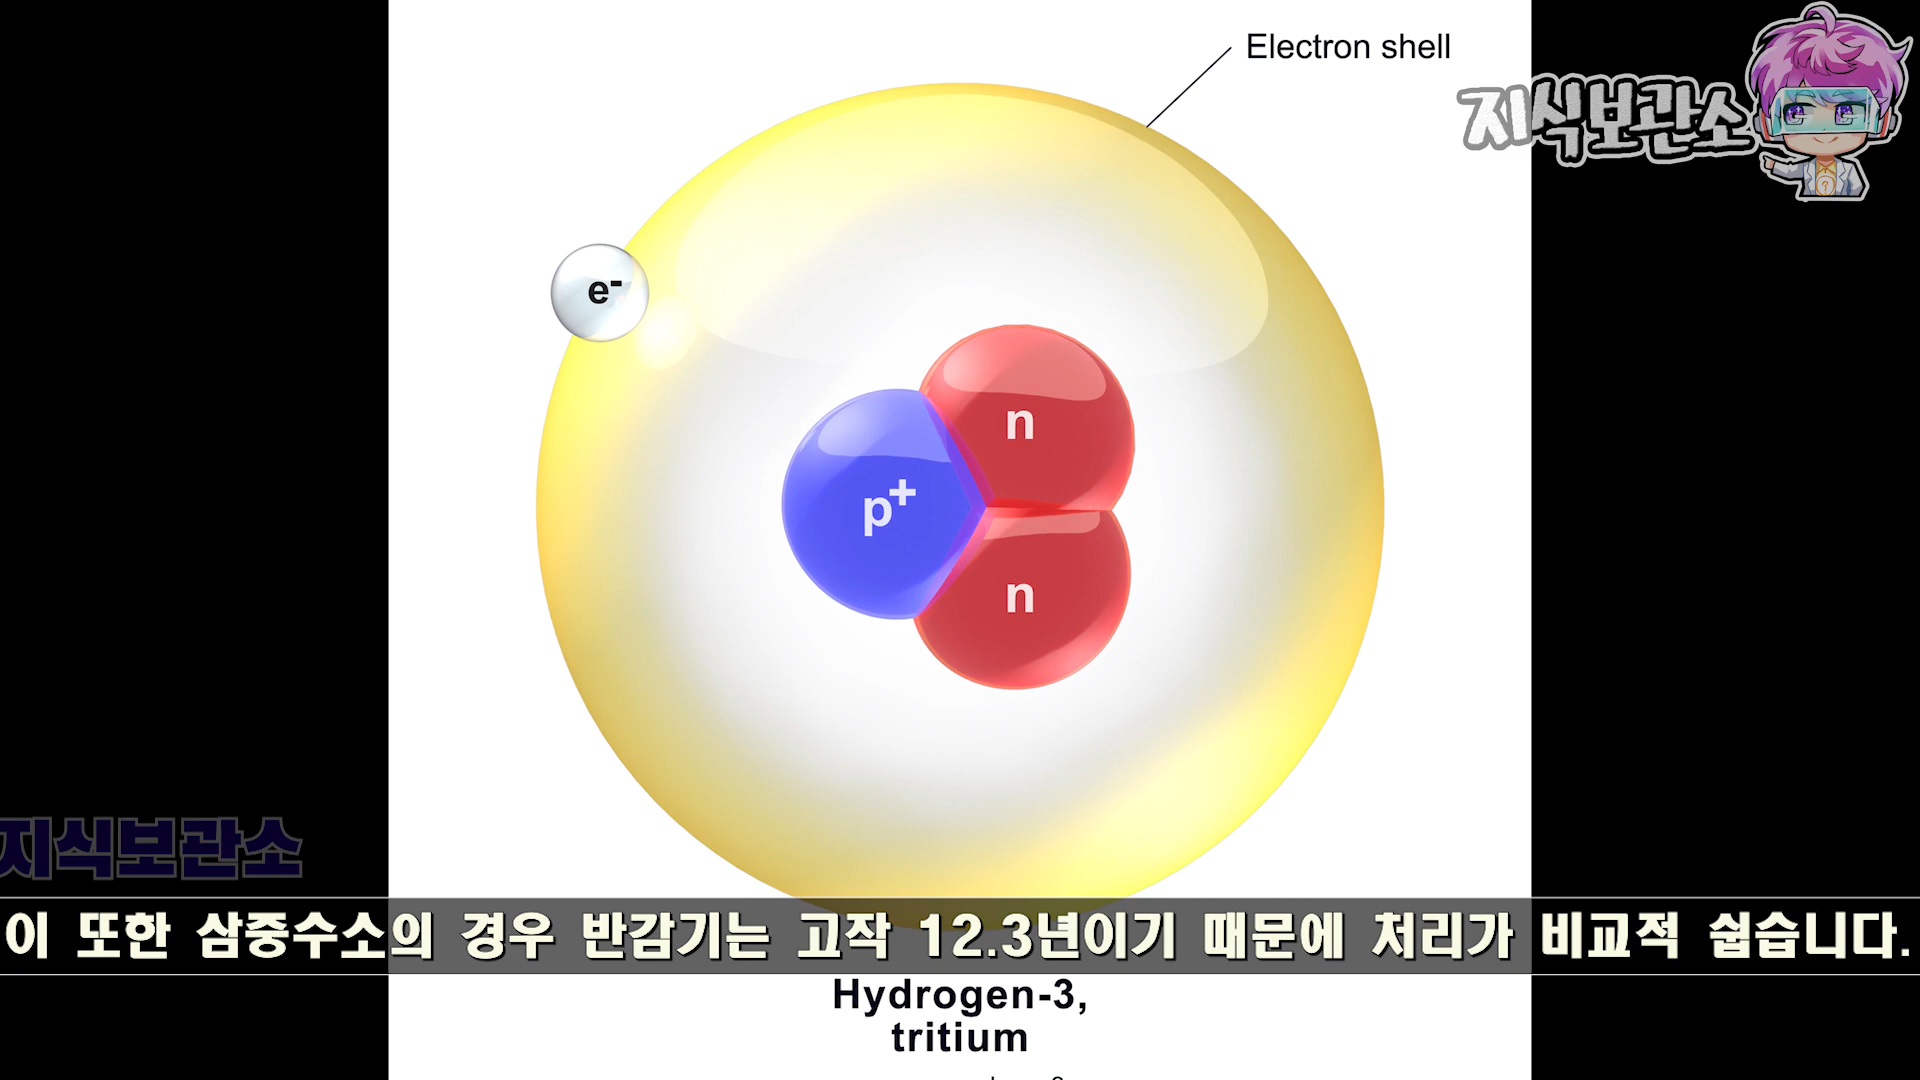 Electron shell
지식보관소
e-
n
p+
n
지식보관소
이 또한 삼중수소의 경우 반감기는 고작 12.3년이기 때문에 처리가 비교적 쉽습니다.
Hydrogen-3,
tritium